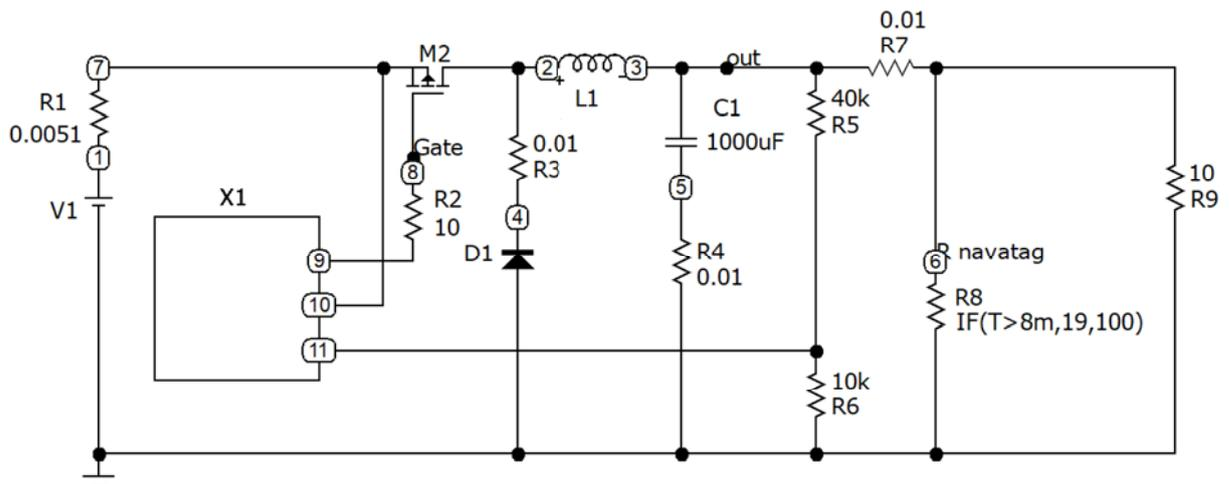 0.01
R7
M2
out
7
2
3
+
-
L1
R1
0.0051
1
C1
1000uF
40k
R5
Gate
8
0.01
R3
5
10
R9
V1
X1
R2
10
4
D1
R4
0.01
9
10
11
6
R navatag
R8
IF(T>8m,19,100)
10k
R6